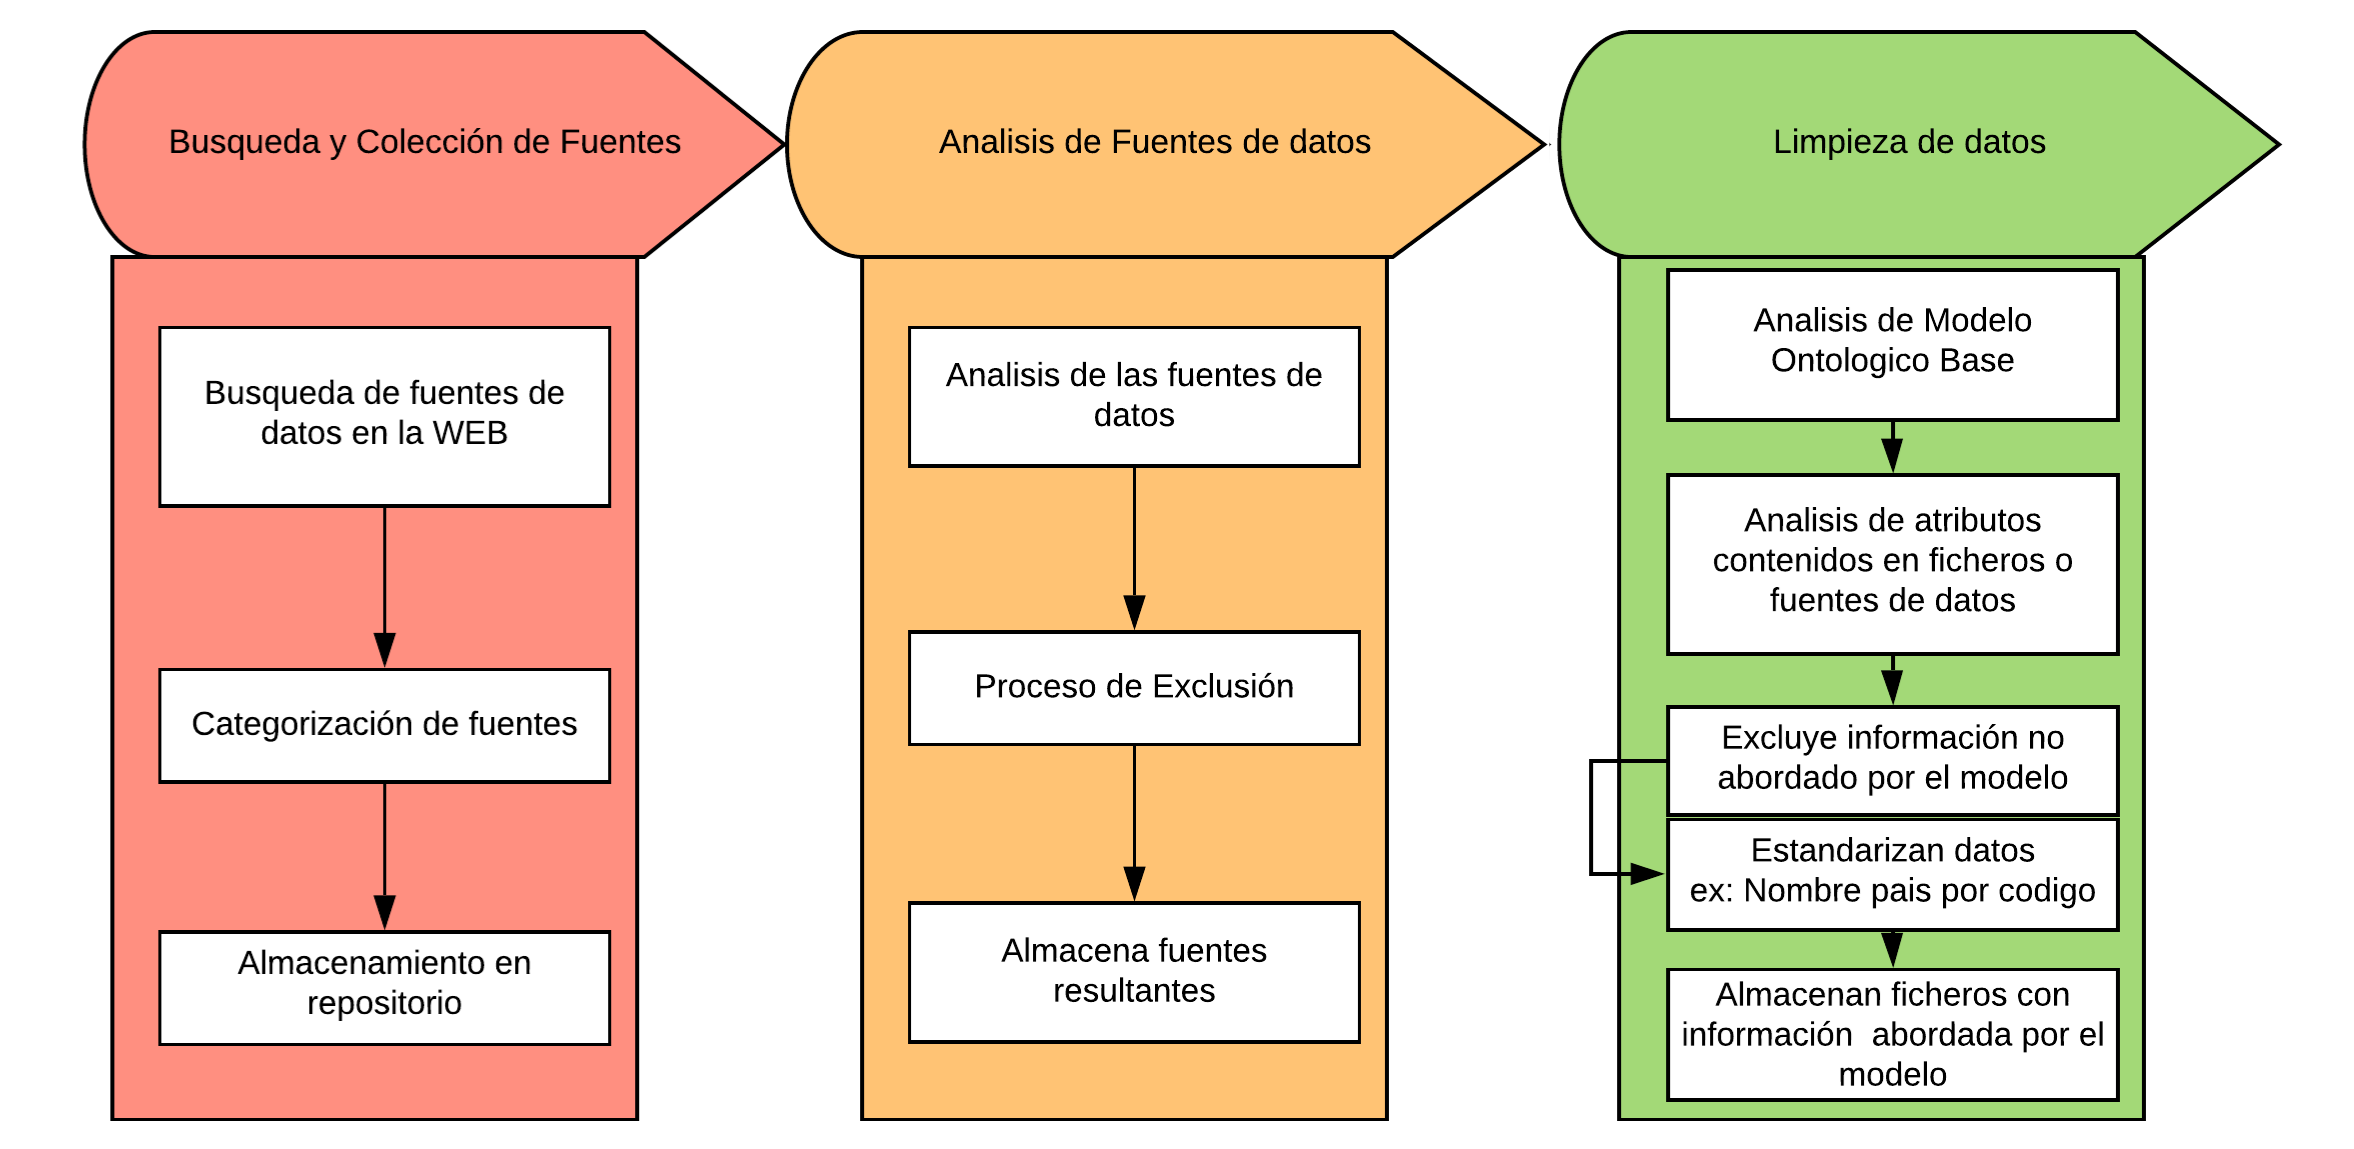 Busqueda y Colección de Fuentes
Analisis de Fuentes de datos
Limpieza de datos
Busqueda de fuentes de
datos en la WEB
Categorización de fuentes
Almacenamiento en
repositorio
Analisis de las fuentes de
datos
Proceso de Exclusión
Almacena fuentes
resultantes
Analisis de Modelo
Ontologico Base
Analisis de atributos
contenidos en ficheros o
fuentes de datos
Excluye información no
abordado por el modelo
Estandarizan datos
ex: Nombre pais por codigo
Almacenan ficheros con
información  abordada por el
modelo